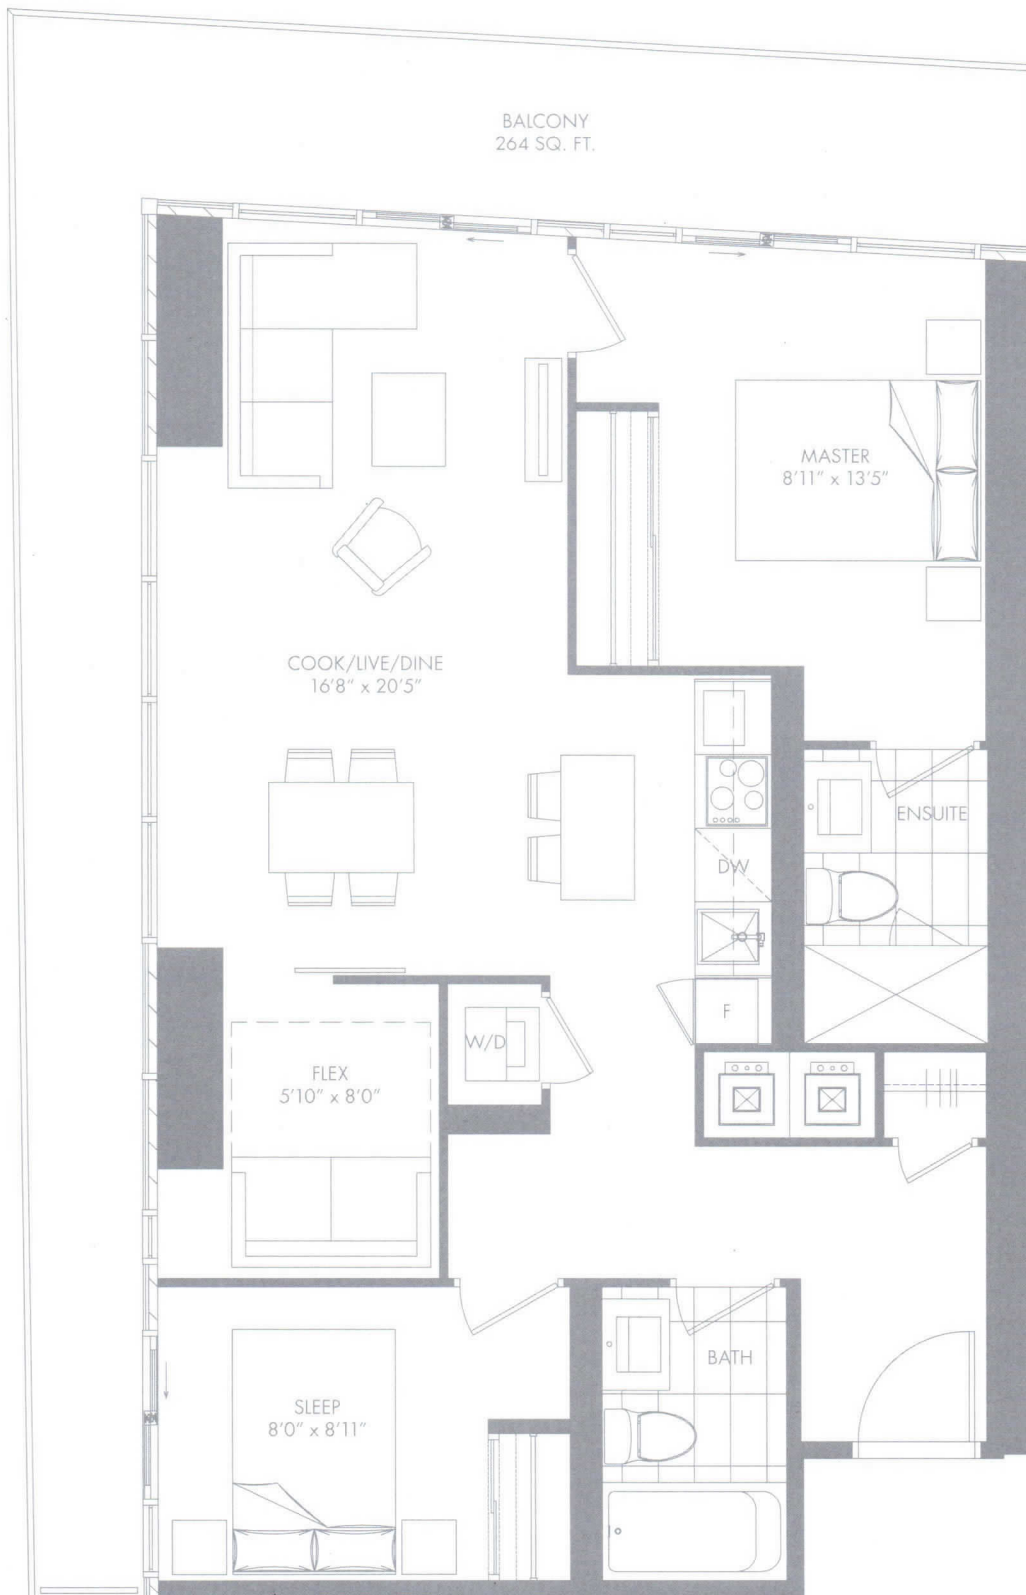 BALCONY
264 SQ. FT.
MASTER
8'11" x 13'5"
COOK/LIVE/DINE
16'8" x 20'5"
ENSUITE
DW
F
W/D
FLEX
5'10" x 8'0"
BATH
SLEEP
8'0" x 8'11"